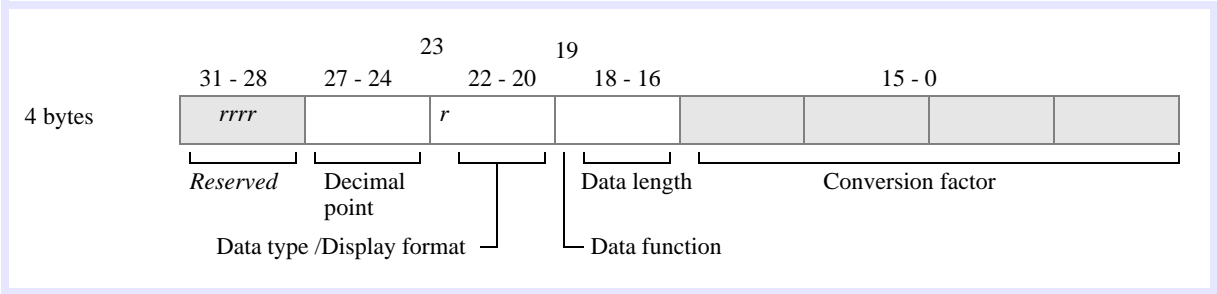 23 19
31 - 28 27 - 24 22 - 20 18 - 16 15 - 0
4 bytes rrrr r
Reserved Decimal point Data length Conversion factor
Data type /Display format Data function